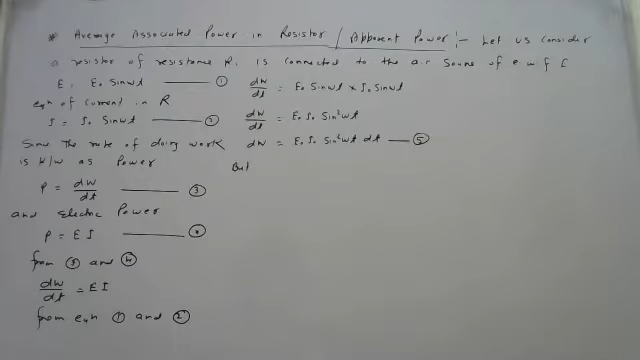 * Average Associated Power in Resistor / Apparent Power :- Let us consider
a resistor of resistance R, is connected to the a.c source of e.m.f E
E = E₀ Sinωt —— ①
eqn of current in R
I = I₀ Sinωt —— ②
Since the rate of doing work
is k/w as Power
P = dw/dt —— ③
and Electric Power
P = EI —— ④
from ③ and ④
dw/dt = EI
from eqn ① and ②
dw/dt = E₀ Sinωt × I₀ Sinωt
dw/dt = E₀ I₀ Sin²ωt
dw = E₀ I₀ Sin²ωt dt —— ⑤
But